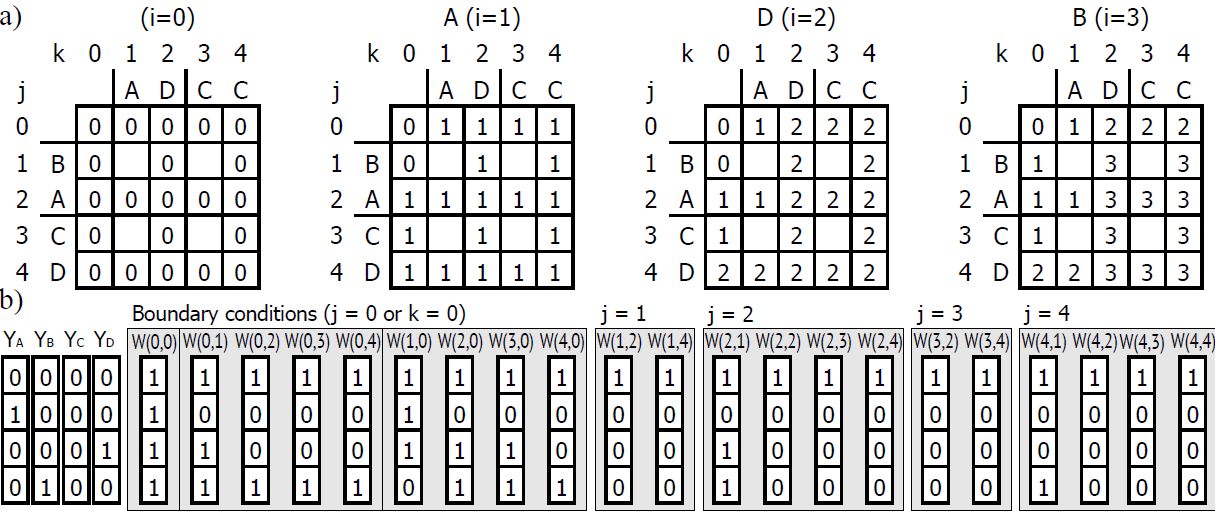 a) (i=0) A (i=1) D (i=2) B (i=3)
k 0 1 2 3 4 k 0 1 2 3 4 k 0 1 2 3 4 k 0 1 2 3 4
j A D C C j A D C C j A D C C j A D C C
0 0 0 0 0 0 0 0 1 1 1 1 0 0 1 2 2 2 0 0 1 2 2 2
1 B 0 0 0 1 B 0 1 1 1 B 0 2 2 1 B 1 3 3
2 A 0 0 0 0 0 2 A 1 1 1 1 1 2 A 1 1 2 2 2 2 A 1 1 3 3 3
3 C 0 0 0 3 C 1 1 1 3 C 1 2 2 3 C 1 3 3
4 D 0 0 0 0 0 4 D 1 1 1 1 1 4 D 2 2 2 2 2 4 D 2 2 3 3 3
b) Boundary conditions (j = 0 or k = 0) j = 1 j = 2 j = 3 j = 4
YA YB YC YD W(0,0) W(0,1) W(0,2) W(0,3) W(0,4) W(1,0) W(2,0) W(3,0) W(4,0) W(1,2) W(1,4) W(2,1) W(2,2) W(2,3) W(2,4) W(3,2) W(3,4) W(4,1) W(4,2) W(4,3) W(4,4)
0 0 0 0 1 1 1 1 1 1 1 1 1 1 1 1 1 1 1 1 1 1 1 1 1
1 0 0 0 1 0 0 0 0 1 0 0 0 0 0 0 0 0 0 0 0 0 0 0 0
0 0 0 1 1 1 0 0 0 1 1 1 0 0 0 1 0 0 0 0 0 0 0 0 0
0 1 0 0 1 1 1 1 1 0 1 1 1 0 0 1 0 0 0 0 0 1 0 0 0